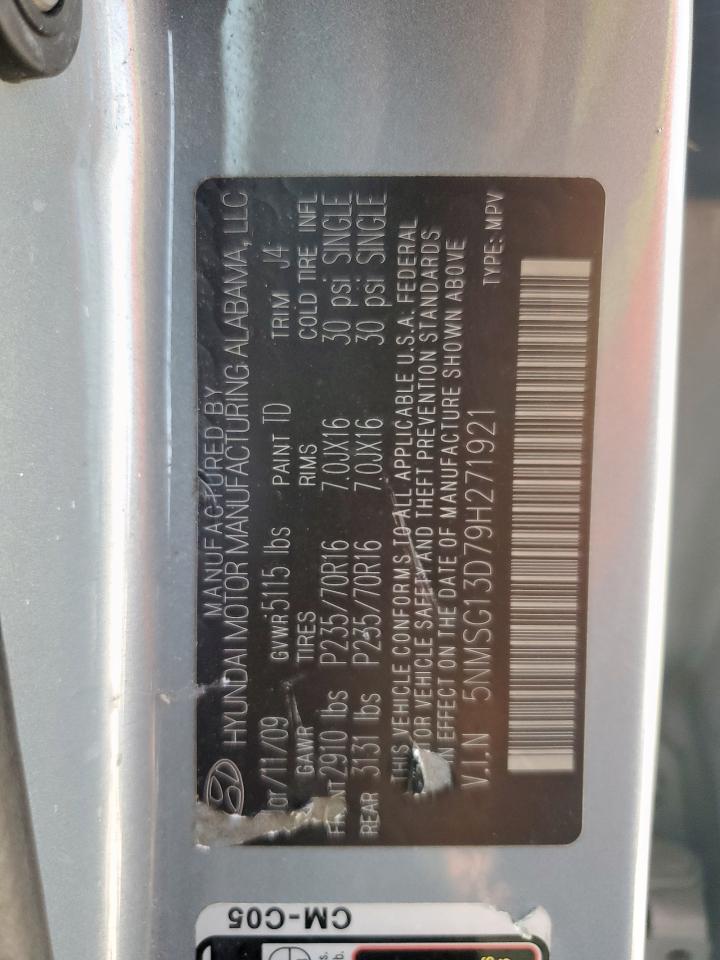 MANUFACTURED BY
HYUNDAI MOTOR MANUFACTURING ALABAMA, LLC
/11/09 GVWR 5115 lbs PAINT TD TRIM J4
GAWR TIRES RIMS COLD TIRE INFL
FRONT 2910 lbs P235/70R16 7.0JX16 30 psi SINGLE
REAR 3131 lbs P235/70R16 7.0JX16 30 psi SINGLE
THIS VEHICLE CONFORMS TO ALL APPLICABLE U.S.A. FEDERAL
MOTOR VEHICLE SAFETY AND THEFT PREVENTION STANDARDS
IN EFFECT ON THE DATE OF MANUFACTURE SHOWN ABOVE
V.I.N 5NMSG13D79H271921 TYPE: MPV
CM-C05